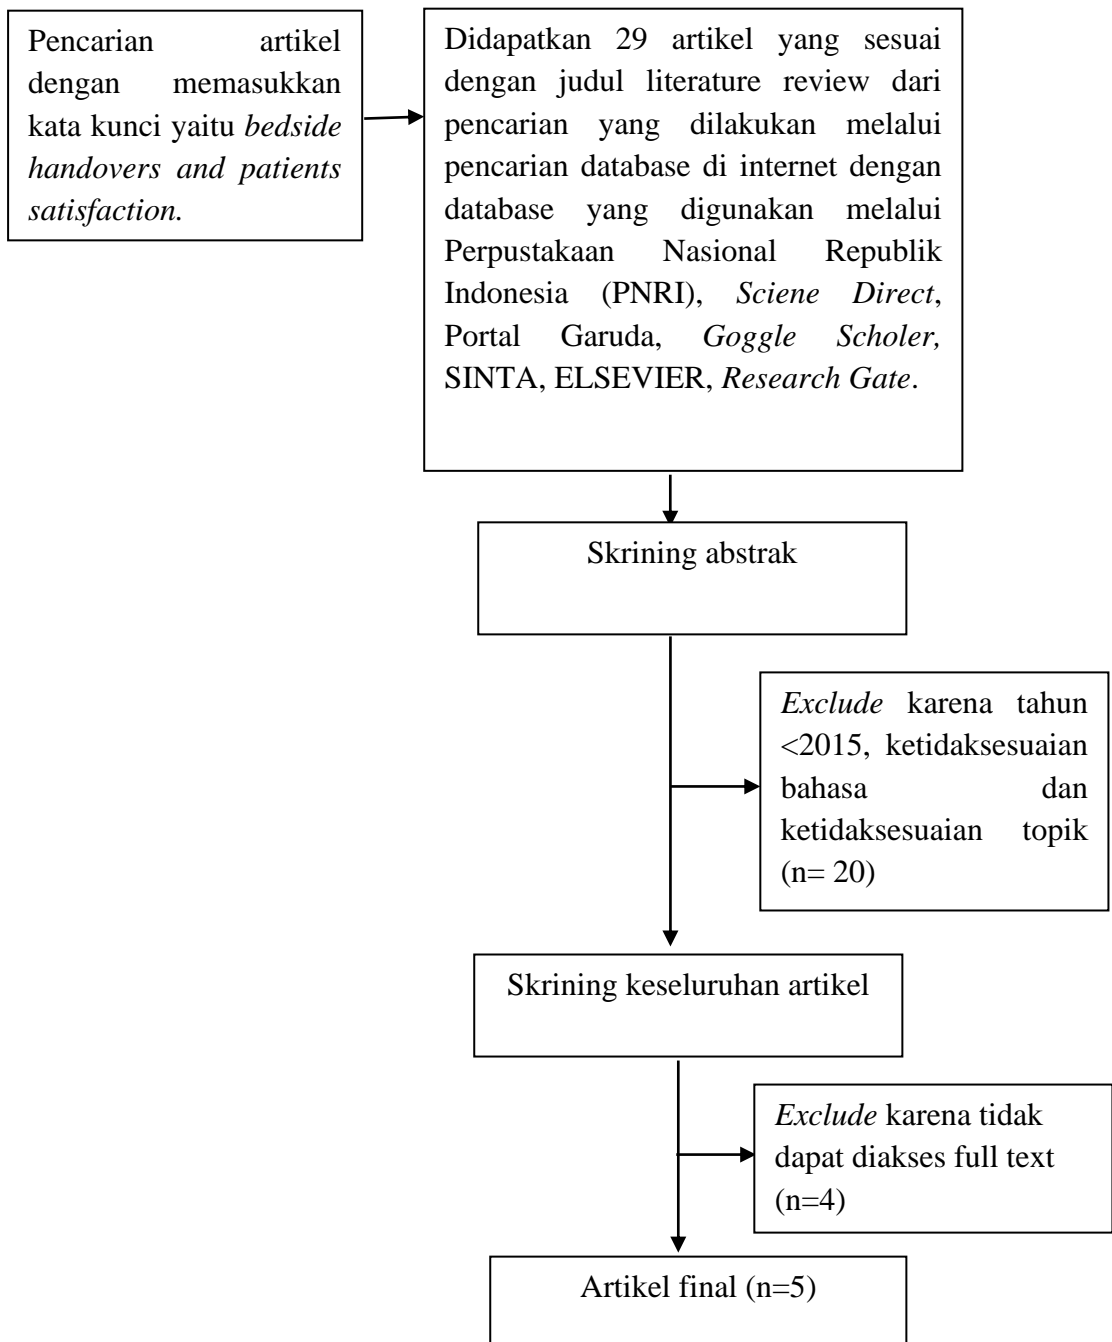 Pencarian artikel
dengan memasukkan
kata kunci yaitu bedside
handovers and patients
satisfaction.
Didapatkan 29 artikel yang sesuai
dengan judul literature review dari
pencarian yang dilakukan melalui
pencarian database di internet dengan
database yang digunakan melalui
Perpustakaan Nasional Republik
Indonesia (PNRI), Sciene Direct,
Portal Garuda, Goggle Scholer,
SINTA, ELSEVIER, Research Gate.
Skrining abstrak
Exclude karena tahun
<2015, ketidaksesuaian
bahasa dan
ketidaksesuaian topik
(n= 20)
Skrining keseluruhan artikel
Exclude karena tidak
dapat diakses full text
(n=4)
Artikel final (n=5)